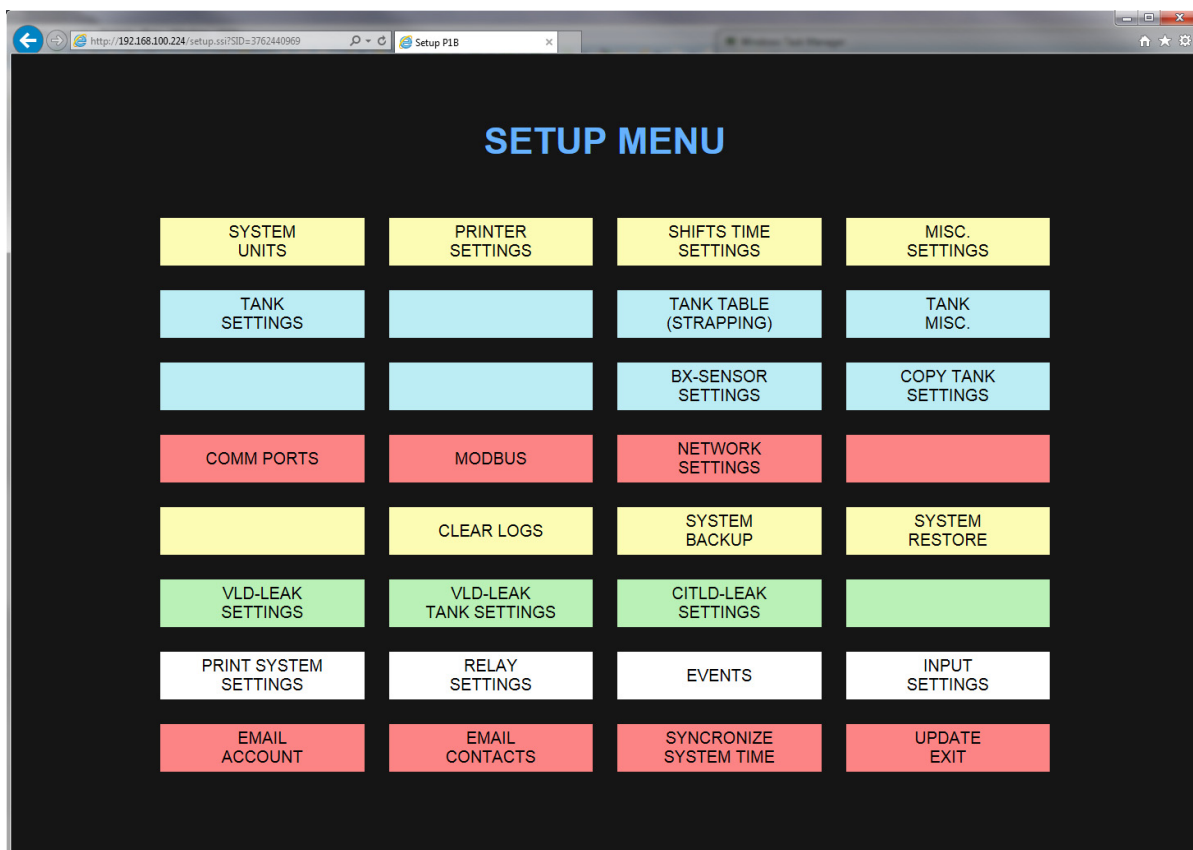 http://192.168.100.224/setup.ssi?SID=3762440969
Setup P1B
Windows Task Manager
SETUP MENU
SYSTEM
UNITS
PRINTER
SETTINGS
SHIFTS TIME
SETTINGS
MISC.
SETTINGS
TANK
SETTINGS
TANK TABLE
(STRAPPING)
TANK
MISC.
BX-SENSOR
SETTINGS
COPY TANK
SETTINGS
COMM PORTS
MODBUS
NETWORK
SETTINGS
CLEAR LOGS
SYSTEM
BACKUP
SYSTEM
RESTORE
VLD-LEAK
SETTINGS
VLD-LEAK
TANK SETTINGS
CITLD-LEAK
SETTINGS
PRINT SYSTEM
SETTINGS
RELAY
SETTINGS
EVENTS
INPUT
SETTINGS
EMAIL
ACCOUNT
EMAIL
CONTACTS
SYNCRONIZE
SYSTEM TIME
UPDATE
EXIT